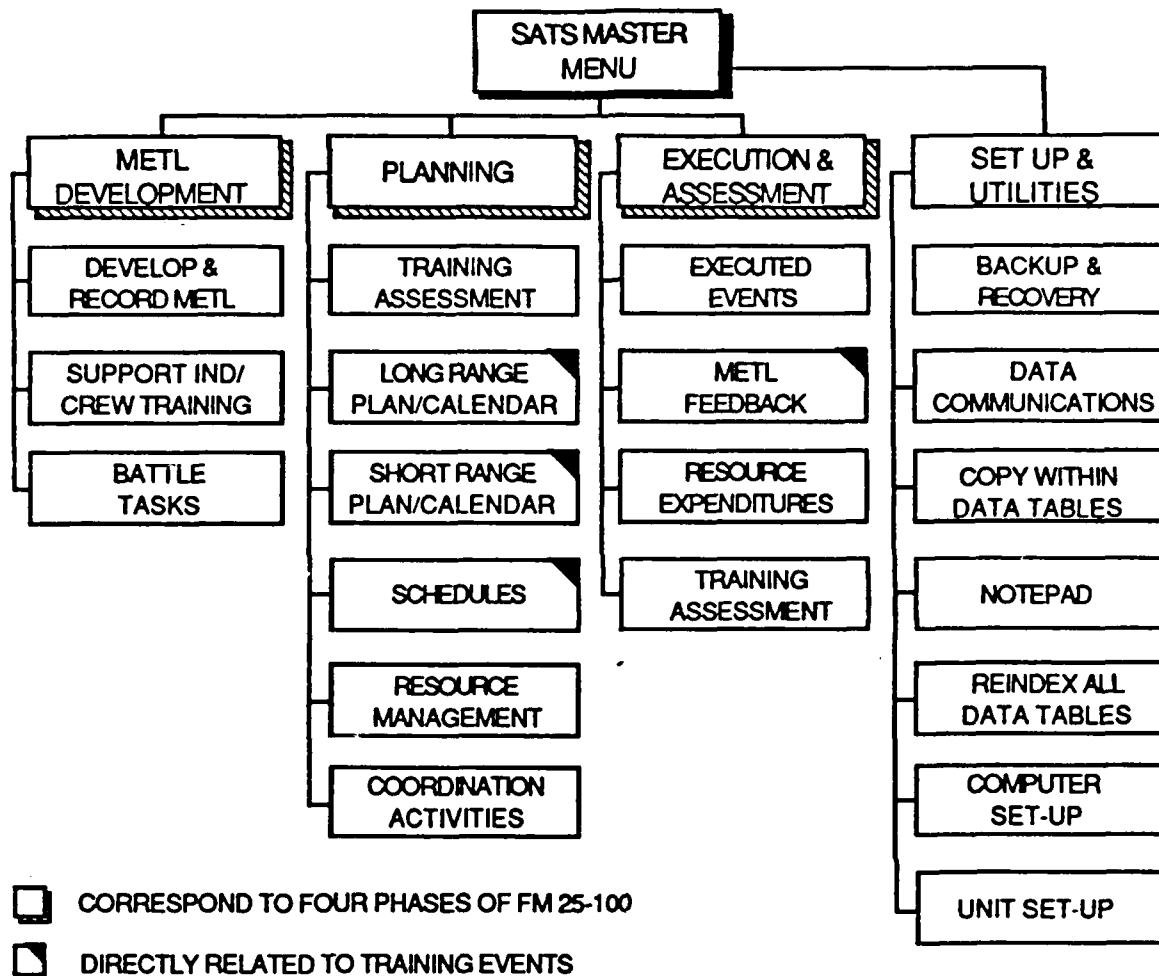 SATS MASTER
MENU
METL
DEVELOPMENT
DEVELOP &
RECORD METL
SUPPORT IND/
CREW TRAINING
BATTLE
TASKS
PLANNING
TRAINING
ASSESSMENT
LONG RANGE
PLAN/CALENDAR
SHORT RANGE
PLAN/CALENDAR
SCHEDULES
RESOURCE
MANAGEMENT
COORDINATION
ACTIVITIES
EXECUTION &
ASSESSMENT
EXECUTED
EVENTS
METL
FEEDBACK
RESOURCE
EXPENDITURES
TRAINING
ASSESSMENT
SET UP &
UTILITIES
BACKUP &
RECOVERY
DATA
COMMUNICATIONS
COPY WITHIN
DATA TABLES
NOTEPAD
REINDEX ALL
DATA TABLES
COMPUTER
SET-UP
UNIT SET-UP
CORRESPOND TO FOUR PHASES OF FM 25-100
DIRECTLY RELATED TO TRAINING EVENTS